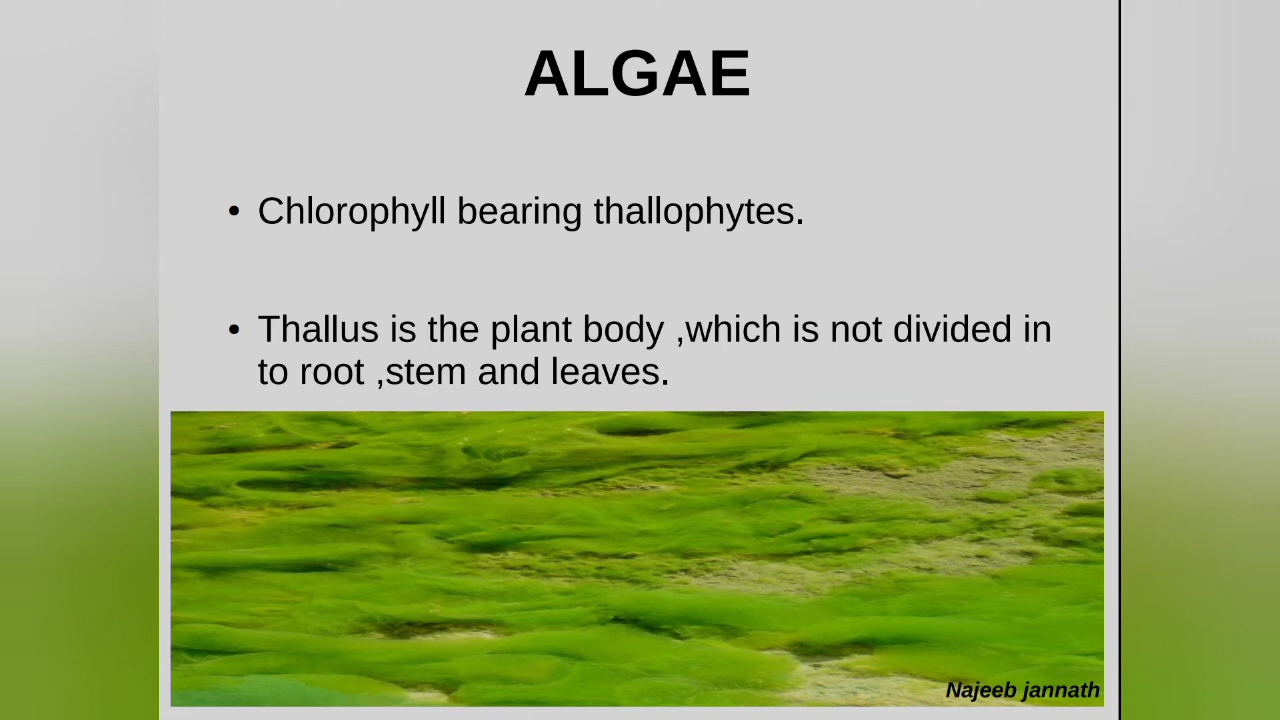 ALGAE
• Chlorophyll bearing thallophytes.
• Thallus is the plant body ,which is not divided in
to root ,stem and leaves.
Najeeb jannath